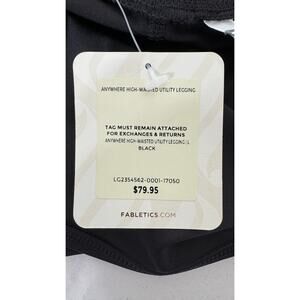 ANYWHERE HIGH-WAISTED UTILITY LEGGING
TAG MUST REMAIN ATTACHED
FOR EXCHANGES & RETURNS
ANYWHERE HIGH-WAISTED UTILITY LEGGING | L
BLACK
LG2354562-0001-17050
$79.95
FABLETICS.COM